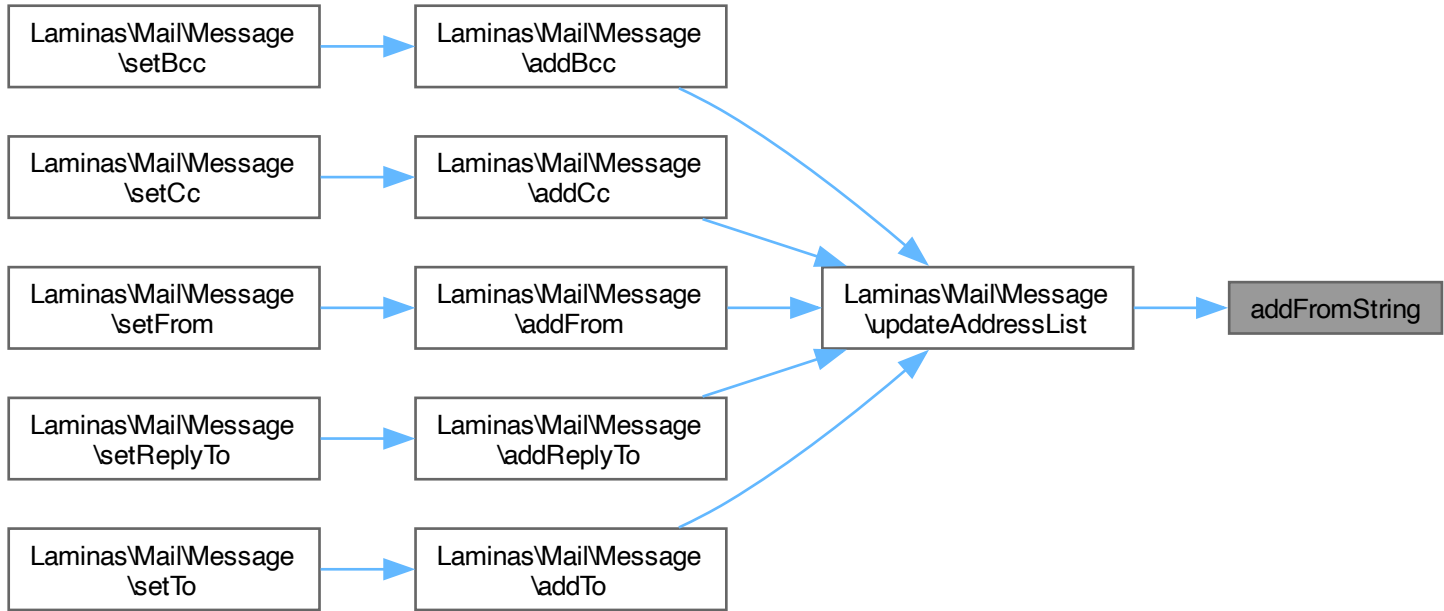 Laminas\Mail\Message
\setBcc
Laminas\Mail\Message
\addBcc
Laminas\Mail\Message
\setCc
Laminas\Mail\Message
\addCc
Laminas\Mail\Message
\setFrom
Laminas\Mail\Message
\addFrom
Laminas\Mail\Message
\updateAddressList
addFromString
Laminas\Mail\Message
\setReplyTo
Laminas\Mail\Message
\addReplyTo
Laminas\Mail\Message
\setTo
Laminas\Mail\Message
\addTo